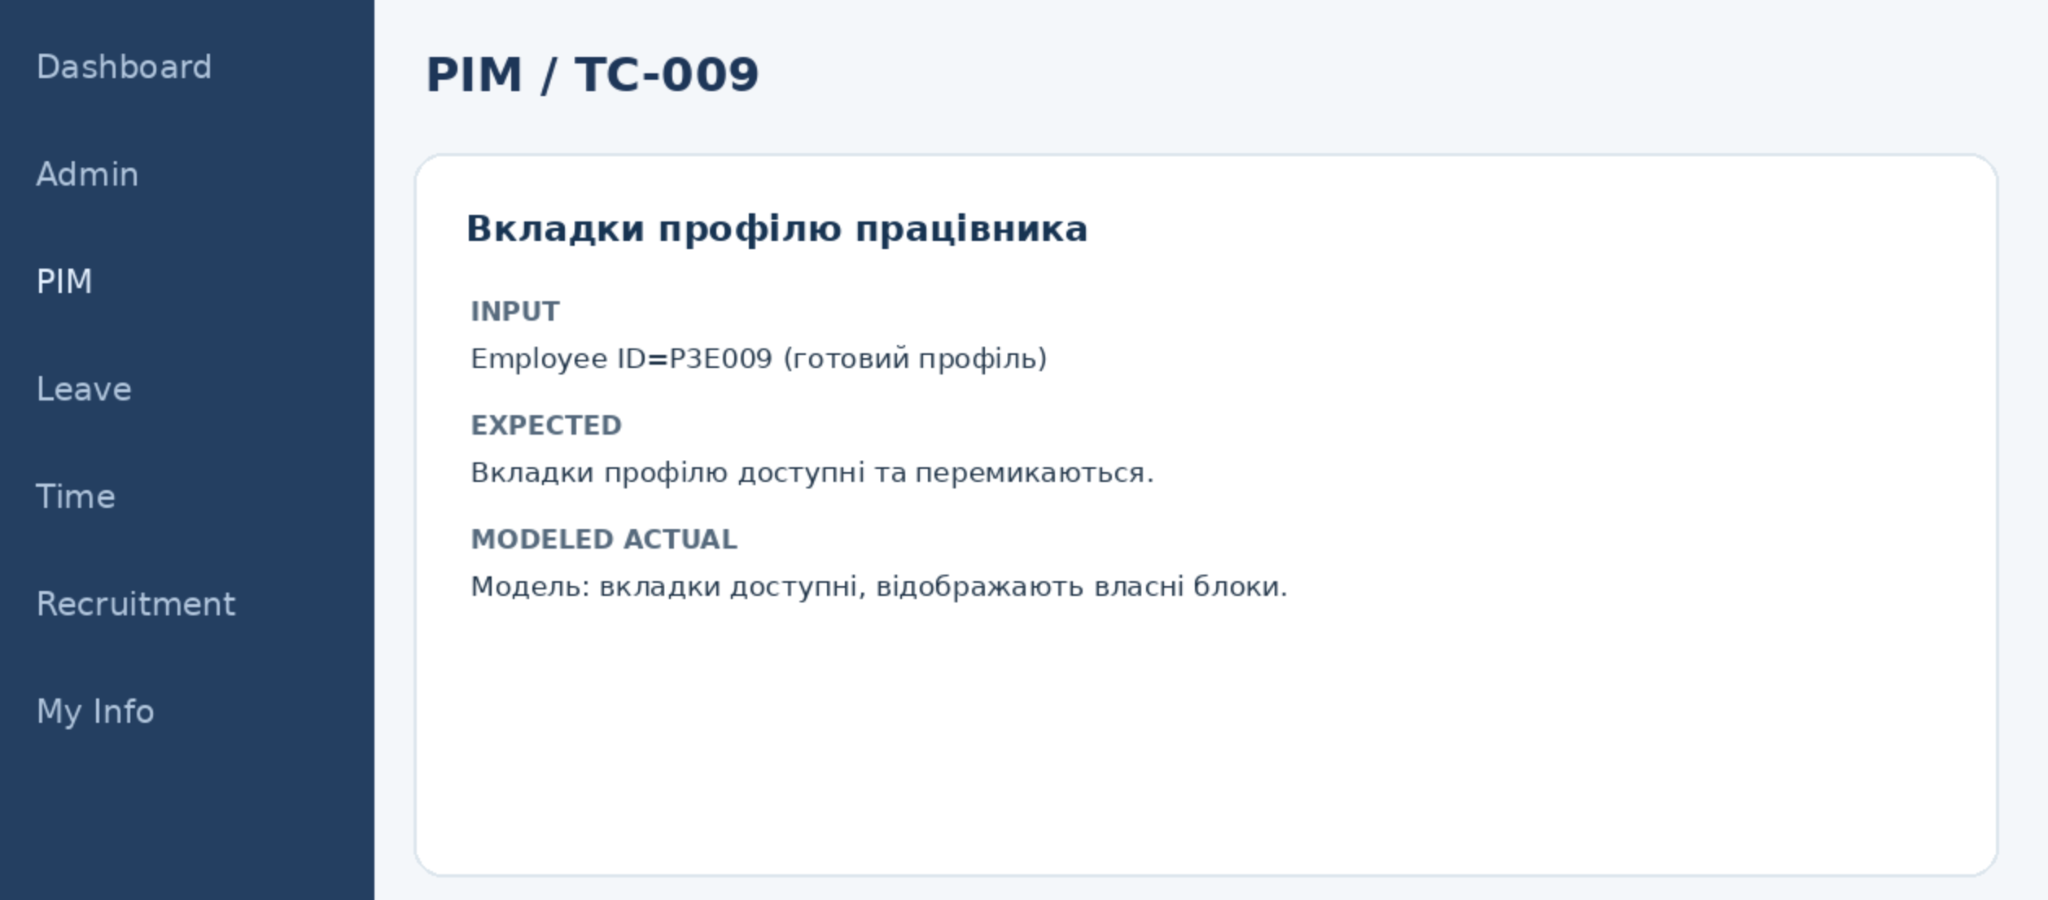 Dashboard
Admin
PIM
Leave
Time
Recruitment
My Info
PIM / TC-009
Вкладки профілю працівника
INPUT
Employee ID=P3E009 (готовий профіль)
EXPECTED
Вкладки профілю доступні та перемикаються.
MODELED ACTUAL
Модель: вкладки доступні, відображають власні блоки.